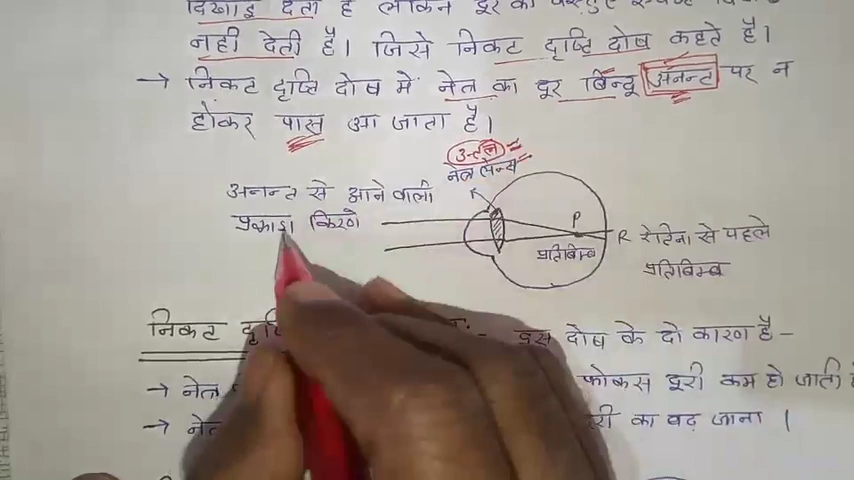 दिखाई देता है लेकिन दूर की वस्तुएं स्पष्ट
नही देती है। जिसे निकट दृष्टि दोष कहते है।
→ निकट दृष्टि दोष में नेत्र का दूर बिन्दू अनन्त पर न
होकर पास आ जाता है।
उत्तल
नेत्र लेन्स
अनन्त से आने वाली
प्रकाश किरणे
P
प्रतिबिम्ब
R रेटिना से पहले
प्रतिबिम्ब
निकट :- इस दोष के दो कारण है -
→ नेत्र फोकस दूरी कम हो जाती है
→ का बढ़ जाना।